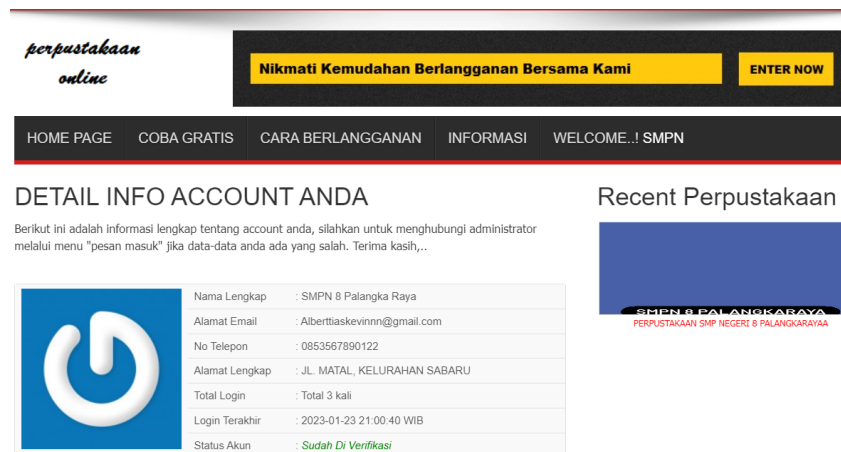 perpustakaan
online
Nikmati Kemudahan Berlangganan Bersama Kami
ENTER NOW
HOME PAGE COBA GRATIS CARA BERLANGGANAN INFORMASI WELCOME..! SMPN
DETAIL INFO ACCOUNT ANDA
Berikut ini adalah informasi lengkap tentang account anda, silahkan untuk menghubungi administrator
melalui menu "pesan masuk" jika data-data anda ada yang salah. Terima kasih,..
Nama Lengkap : SMPN 8 Palangka Raya
Alamat Email : Alberttiaskevinnn@gmail.com
No Telepon : 0853567890122
Alamat Lengkap : JL. MATAL, KELURAHAN SABARU
Total Login : Total 3 kali
Login Terakhir : 2023-01-23 21:00:40 WIB
Status Akun : Sudah Di Verifikasi
Recent Perpustakaan
SMPN 8 PALANGKARAYA
PERPUSTAKAAN SMP NEGERI 8 PALANGKARAYAA